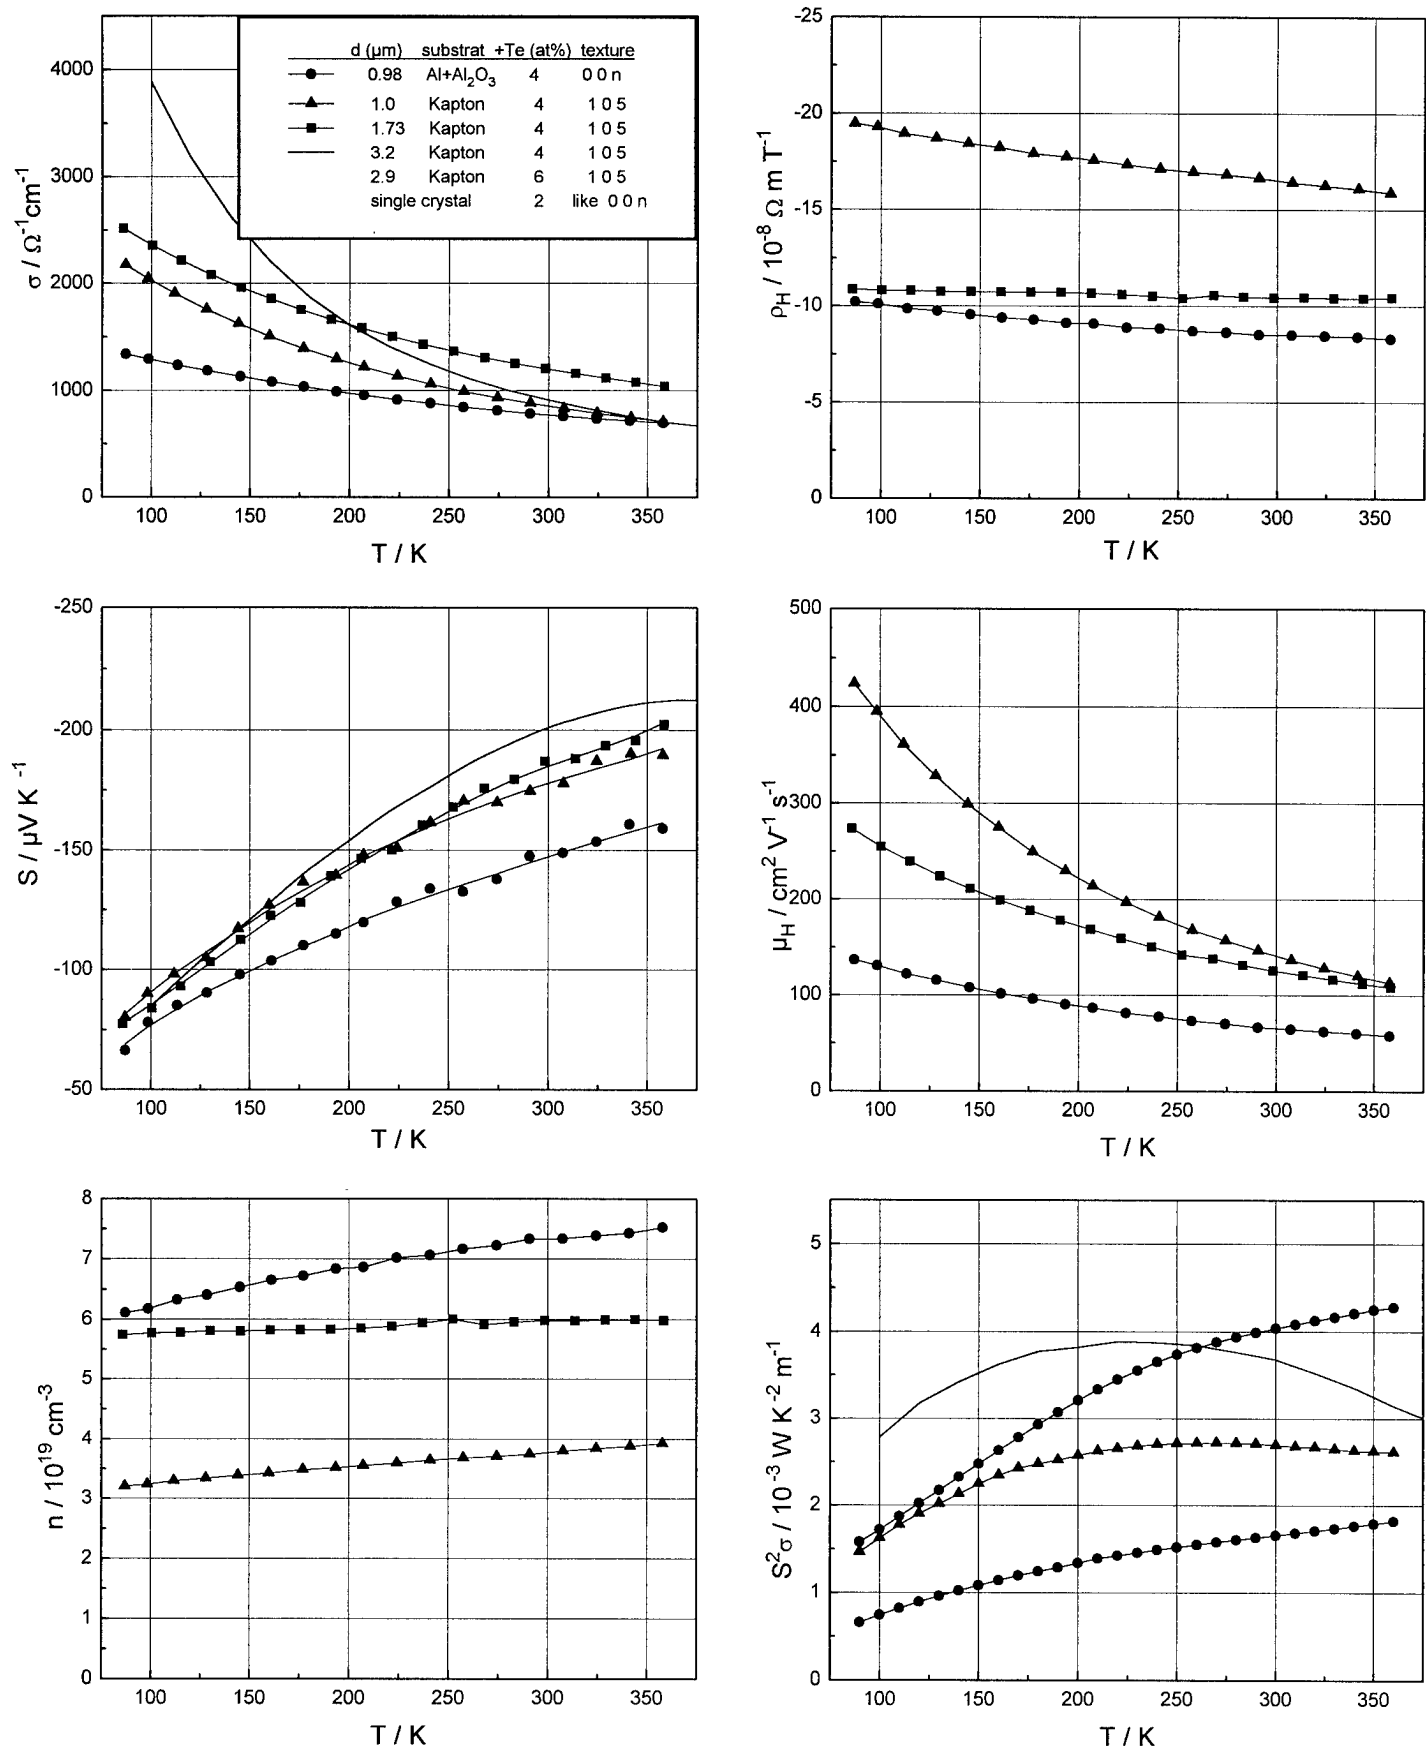 d (µm) substrat +Te (at%) texture
0.98 Al+Al₂O₃ 4 0 0 n
1.0 Kapton 4 1 0 5
1.73 Kapton 4 1 0 5
3.2 Kapton 4 1 0 5
2.9 Kapton 6 1 0 5
single crystal 2 like 0 0 n
σ / Ω⁻¹cm⁻¹
4000
3000
2000
1000
0
100 150 200 250 300 350
T / K
ρH / 10⁻⁸ Ω m T⁻¹
-25
-20
-15
-10
-5
0
100 150 200 250 300 350
T / K
S / µV K⁻¹
-250
-200
-150
-100
-50
100 150 200 250 300 350
T / K
µH / cm² V⁻¹ s⁻¹
500
400
300
200
100
0
100 150 200 250 300 350
T / K
n / 10¹⁹ cm⁻³
8
7
6
5
4
3
2
1
0
100 150 200 250 300 350
T / K
S²σ / 10⁻³ W K⁻² m⁻¹
5
4
3
2
1
0
100 150 200 250 300 350
T / K